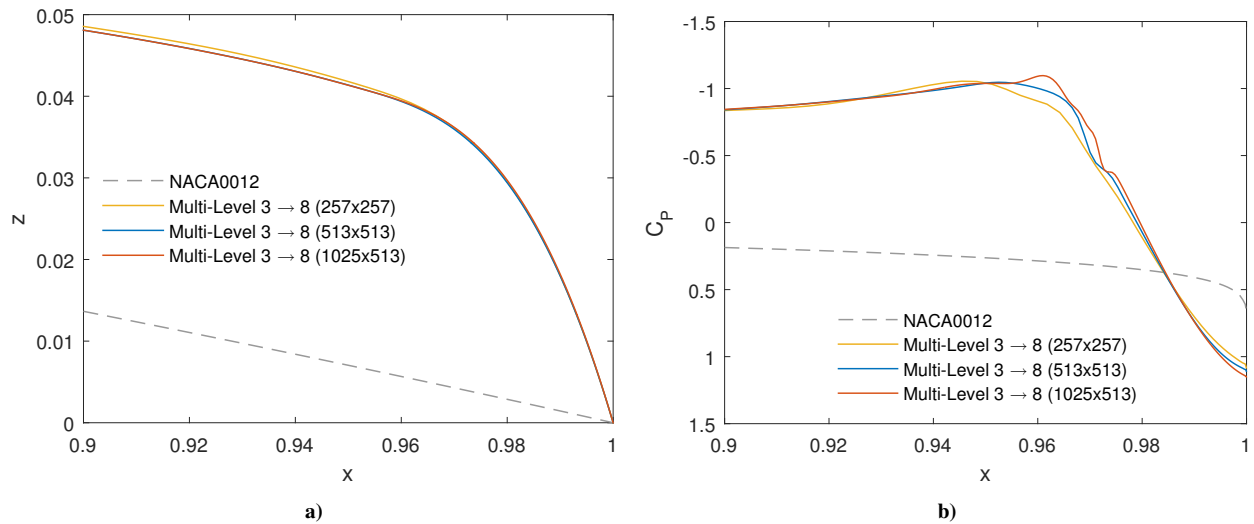 0.05
0.04
0.03
0.02
0.01
0
z
NACA0012
Multi-Level 3 → 8 (257x257)
Multi-Level 3 → 8 (513x513)
Multi-Level 3 → 8 (1025x513)
0.9 0.92 0.94 0.96 0.98 1
x
a)
-1.5
-1
-0.5
0
0.5
1
1.5
C_P
NACA0012
Multi-Level 3 → 8 (257x257)
Multi-Level 3 → 8 (513x513)
Multi-Level 3 → 8 (1025x513)
0.9 0.92 0.94 0.96 0.98 1
x
b)